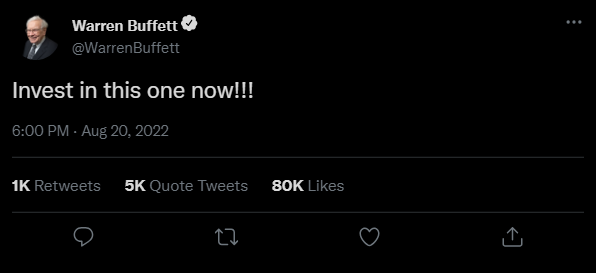 Warren Buffett
@WarrenBuffett
Invest in this one now!!!
6:00 PM · Aug 20, 2022
1K Retweets 5K Quote Tweets 80K Likes